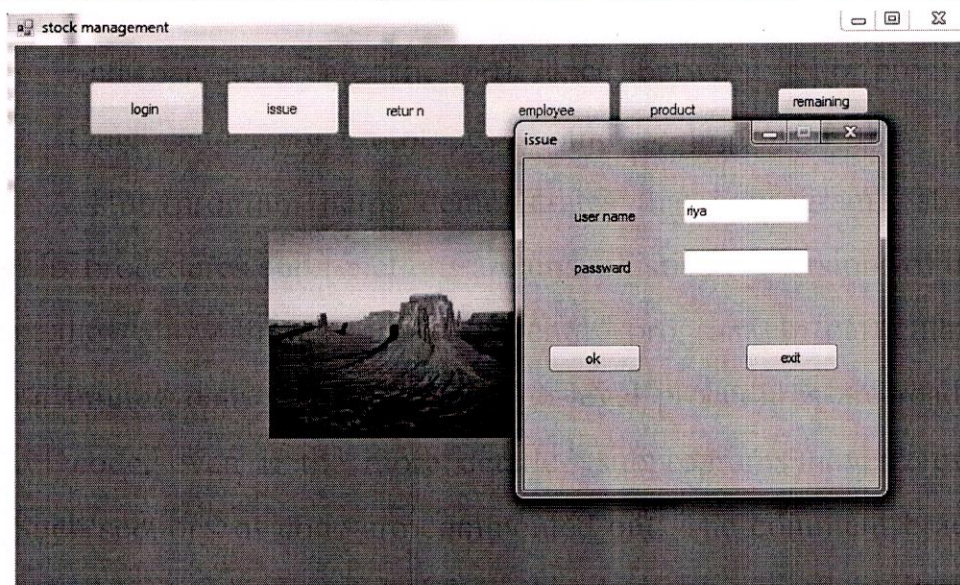 stock management
login issue retur n employee product remaining
issue
user name riya
passward
ok exit